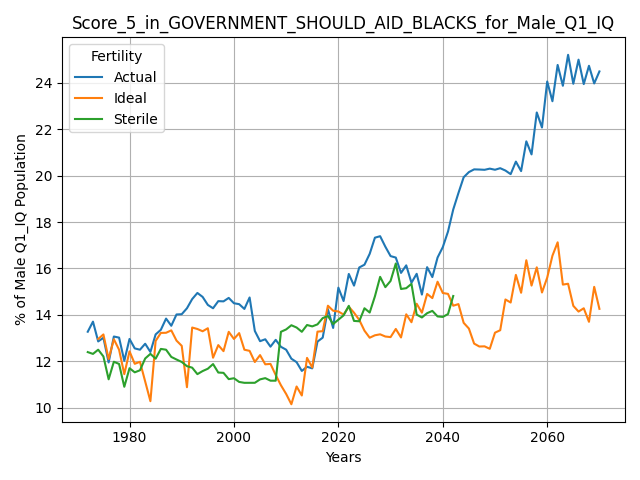 Score_5_in_GOVERNMENT_SHOULD_AID_BLACKS_for_Male_Q1_IQ
Fertility
Actual
Ideal
Sterile
% of Male Q1_IQ Population
24
22
20
18
16
14
12
10
1980 2000 2020 2040 2060
Years